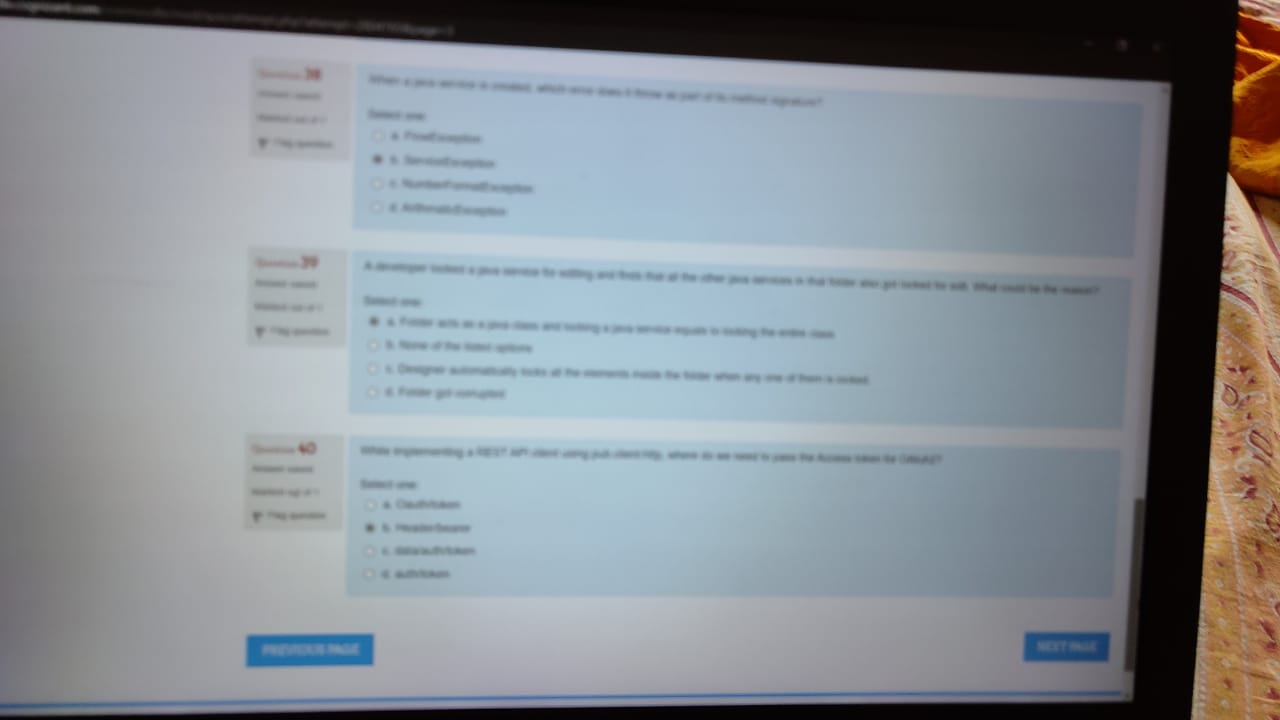 Question 38
Answer saved
Marked out of 1
Flag question
When a java service is created, which error does it throw as part of its method signature?
Select one:
a. FlowException
b. ServiceException
c. NumberFormatException
d. ArithmaticException
Question 39
Answer saved
Marked out of 1
Flag question
A developer locked a java service for editing and finds that all the other java services in that folder also got locked for edit. What could be the reason?
Select one:
a. Folder acts as a java class and locking a java service equals to locking the entire class
b. None of the listed options
c. Designer automatically locks all the elements inside the folder when any one of them is locked.
d. Folder got corrupted
Question 40
Answer saved
Marked out of 1
Flag question
While implementing a REST API client using pub.client:http, where do we need to pass the Access token for OAuth2?
Select one:
a. Oauth/token
b. Header/bearer
c. data/auth/token
d. auth/token
PREVIOUS PAGE
NEXT PAGE